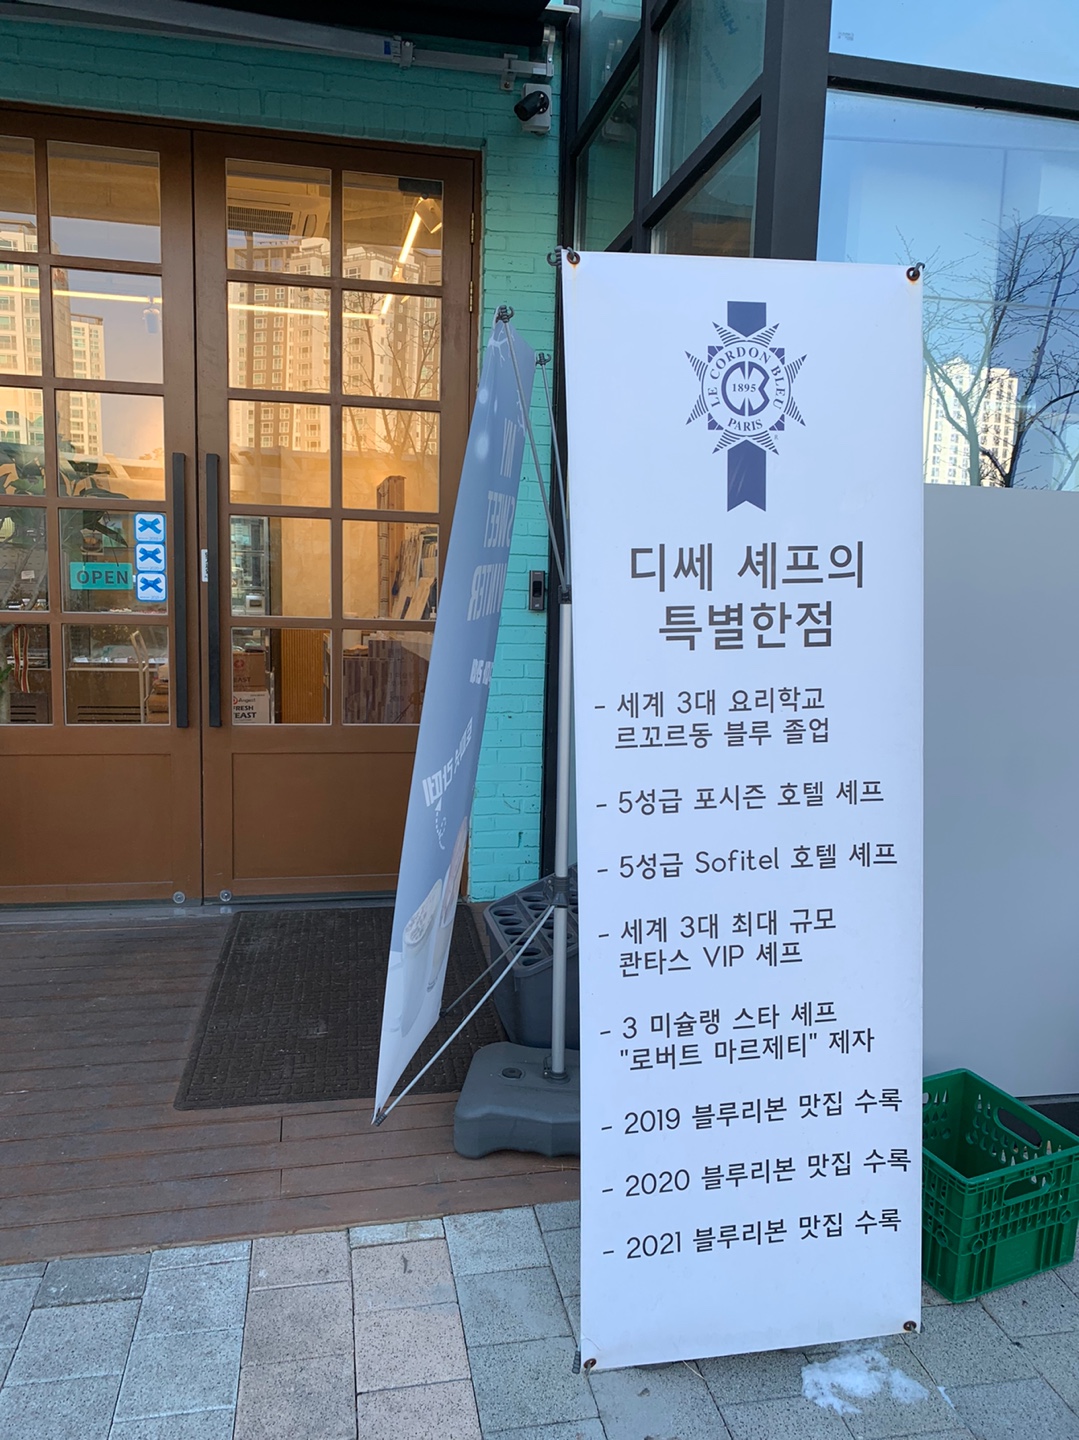 LE CORDON BLEU
1895
PARIS
디쎄 셰프의
특별한점
- 세계 3대 요리학교
르꼬르동 블루 졸업
- 5성급 포시즌 호텔 셰프
- 5성급 Sofitel 호텔 셰프
- 세계 3대 최대 규모
콴타스 VIP 셰프
- 3 미슐랭 스타 셰프
"로버트 마르제티" 제자
- 2019 블루리본 맛집 수록
- 2020 블루리본 맛집 수록
- 2021 블루리본 맛집 수록
OPEN
MY
SWEET
WINTER
FRESH
YEAST